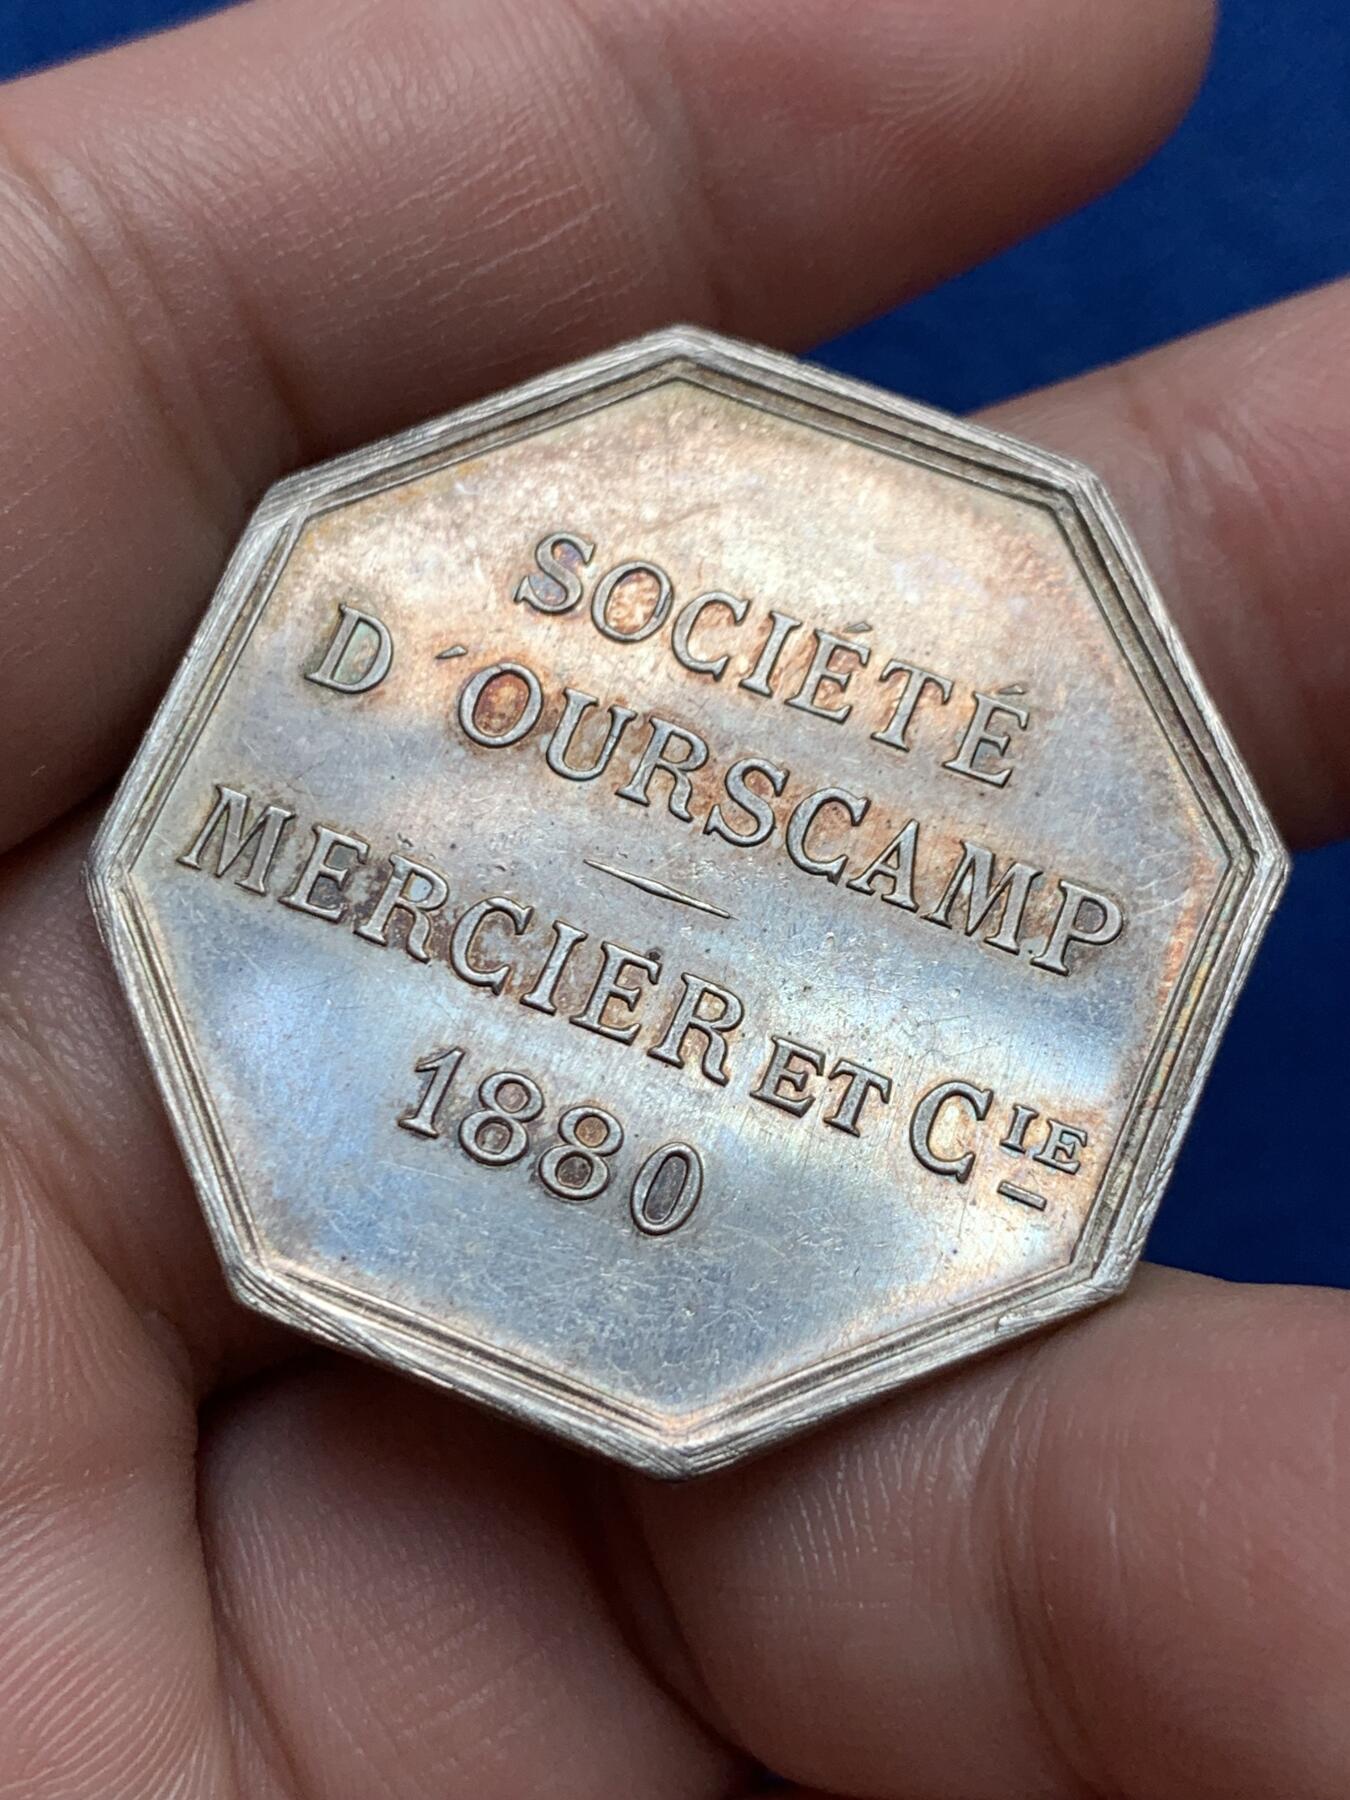 SOCIÉTÉ
D'OURSCAMP
MERCIER ET CIE
1880